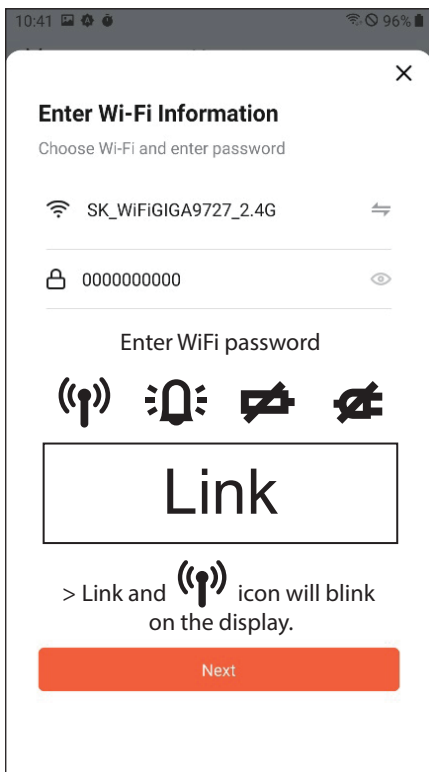 10:41 96%
Enter Wi-Fi Information
Choose Wi-Fi and enter password
SK_WiFiGIGA9727_2.4G
0000000000
Enter WiFi password
Link
> Link and icon will blink
on the display.
Next